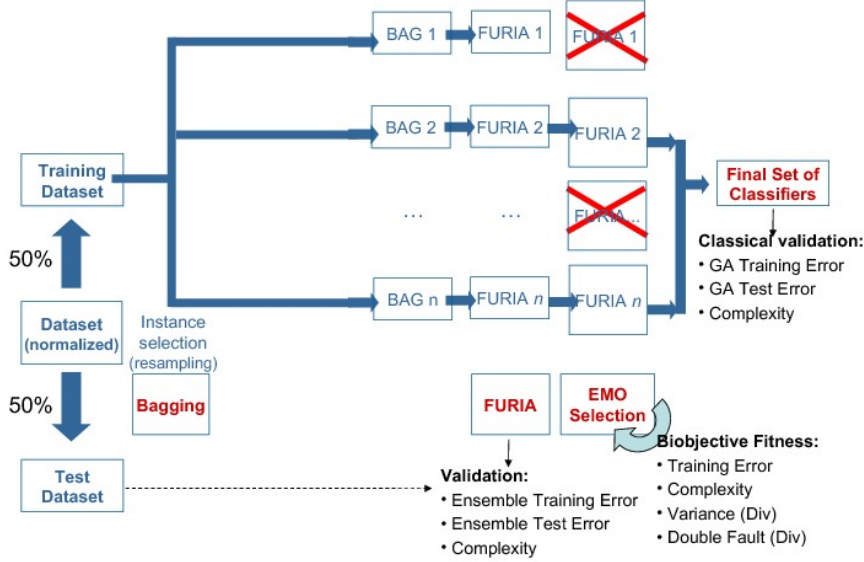 BAG 1
FURIA 1
FURIA 1
BAG 2
FURIA 2
FURIA 2
Training
Dataset
Final Set of
Classifiers
...
...
FURIA...
50%
Classical validation:
• GA Training Error
• GA Test Error
• Complexity
BAG n
FURIA n
FURIA n
Dataset
(normalized)
Instance
selection
(resampling)
50%
Bagging
FURIA
EMO
Selection
Biobjective Fitness:
• Training Error
• Complexity
• Variance (Div)
• Double Fault (Div)
Test
Dataset
Validation:
• Ensemble Training Error
• Ensemble Test Error
• Complexity